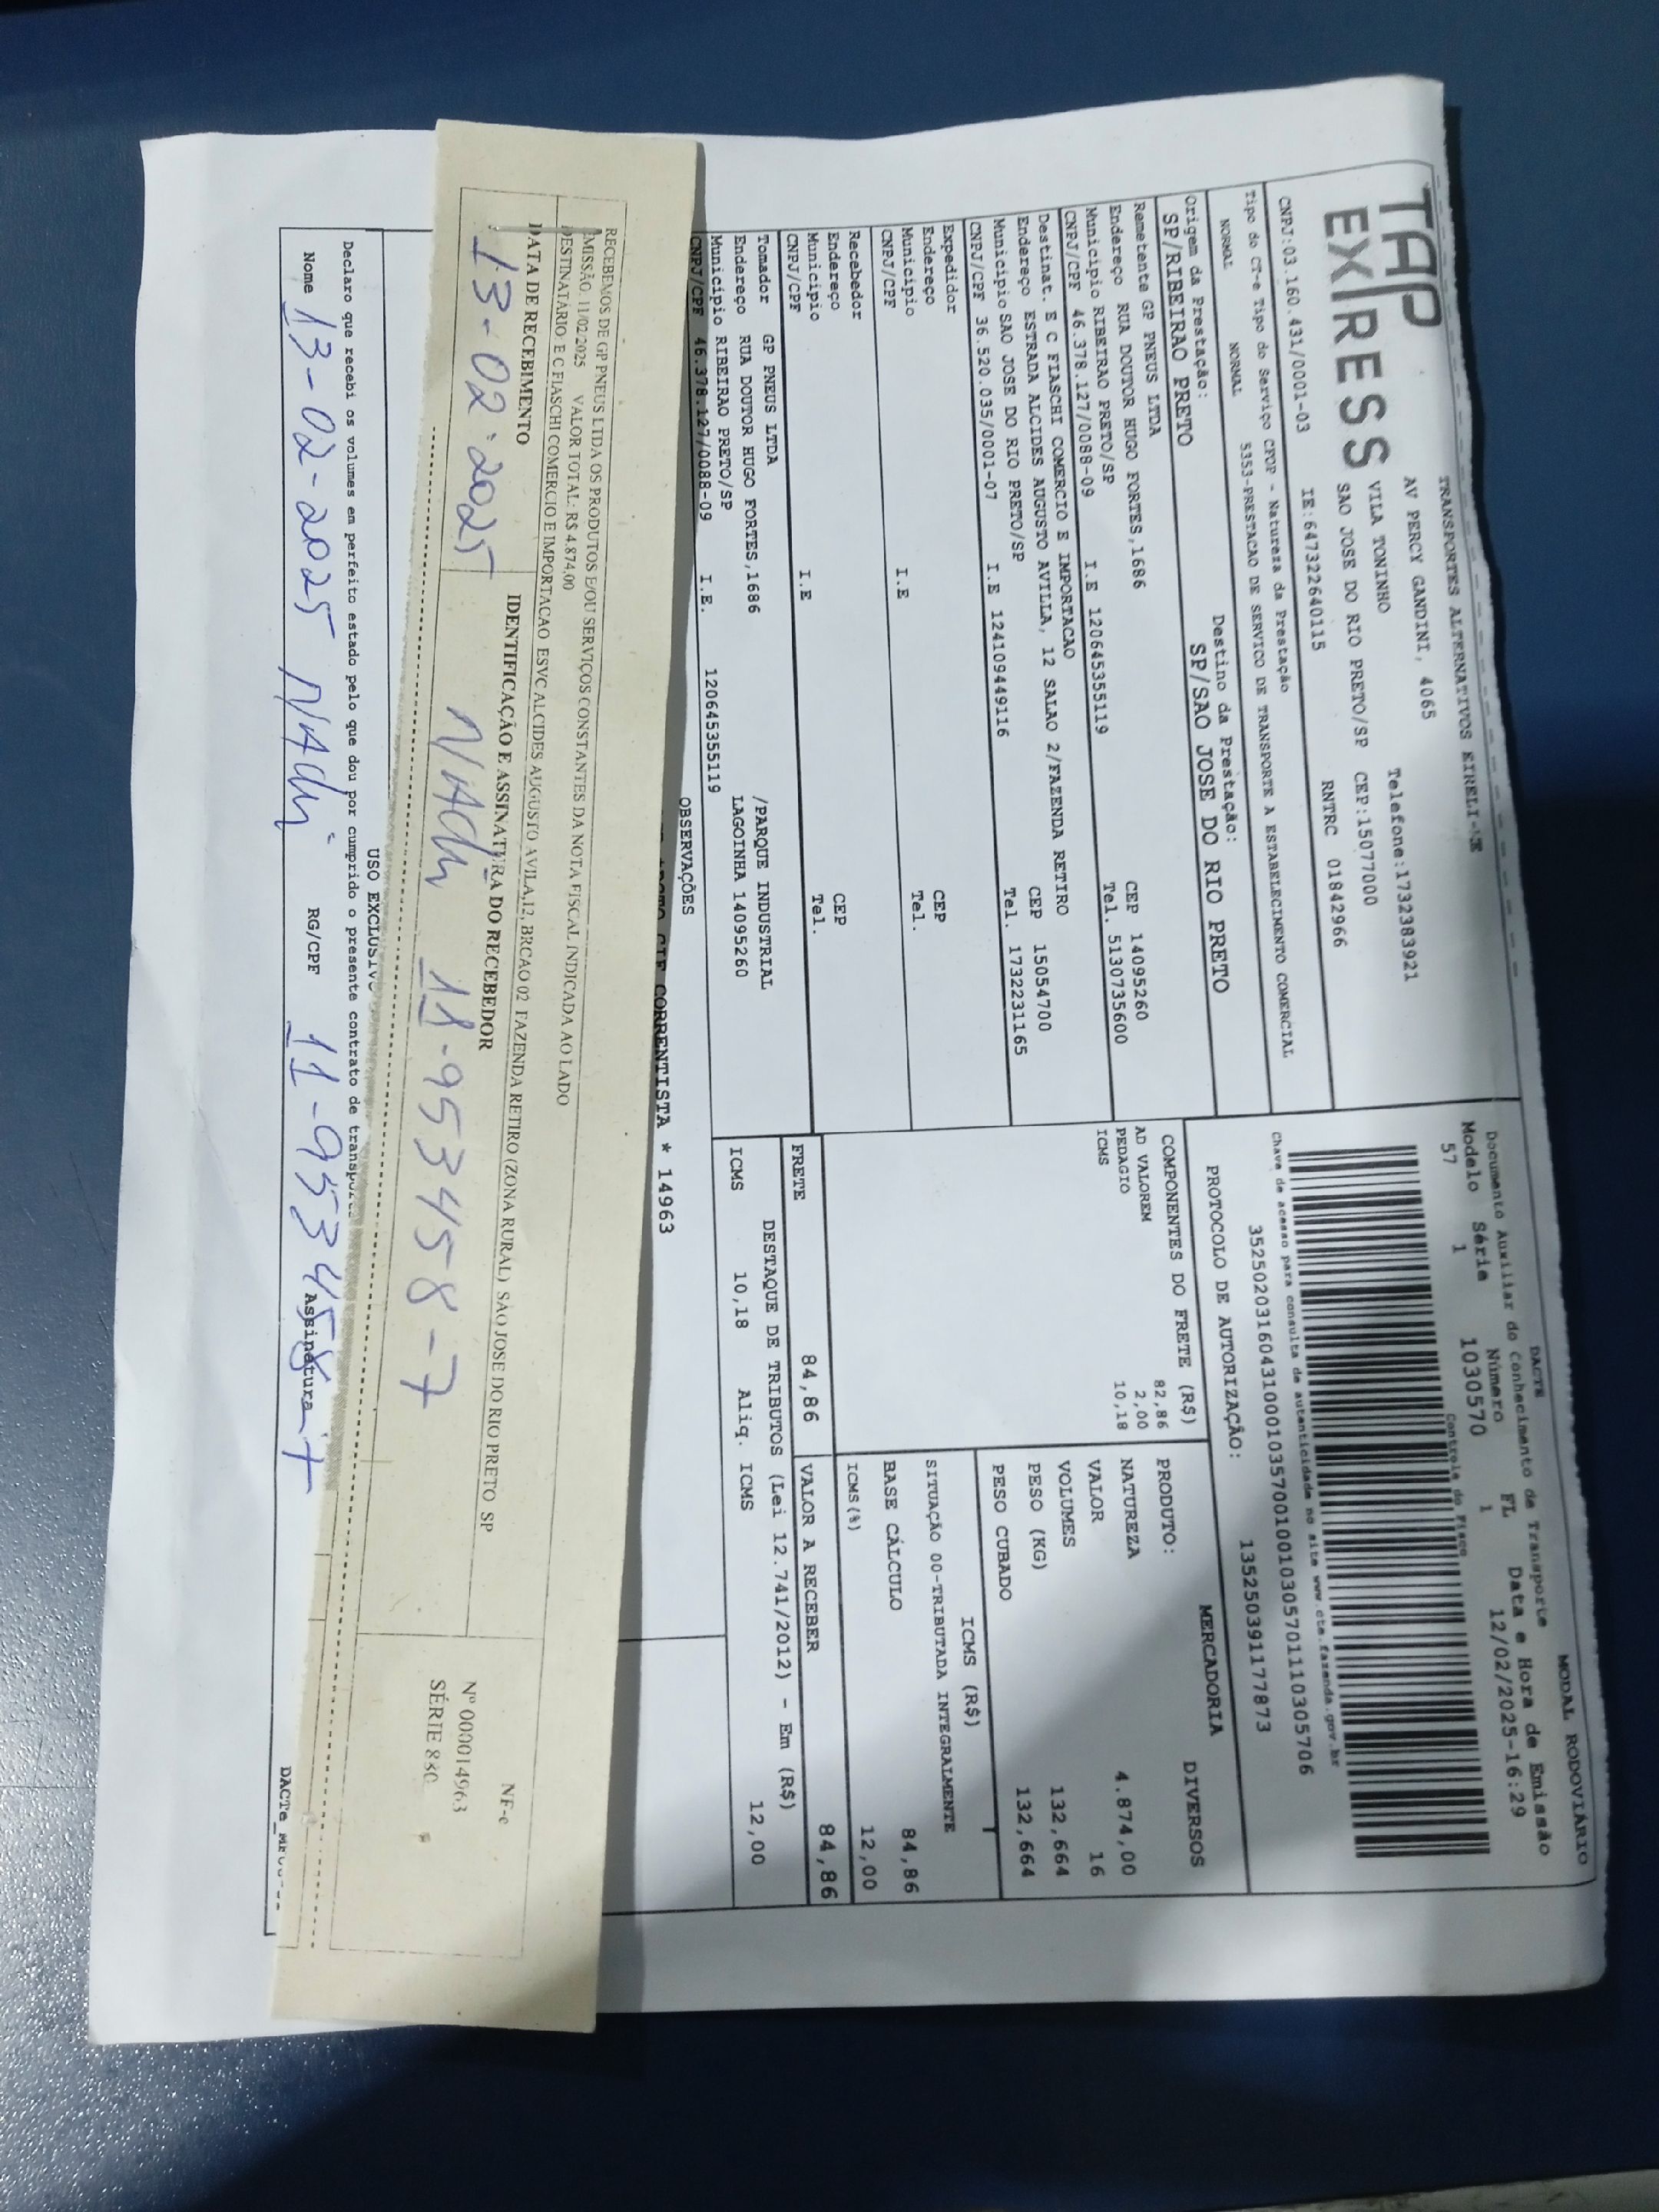 TAP
EXPRESS
TRANSPORTES ALTERNATIVOS EIRELI-ME
AV PERCY GANDINI, 4065 Telefone:1732383921
VILA TONINHO CEP:15077000
SAO JOSE DO RIO PRETO/SP RNTRC 01842966
CNPJ:03.160.431/0001-03 IE:647322640115
Tipo do CT-e Tipo do Serviço CFOP - Natureza da Prestação
NORMAL NORMAL 5353-PRESTACAO DE SERVICO DE TRANSPORTE A ESTABELECIMENTO COMERCIAL
Origem da Prestação: Destino da Prestação:
SP/RIBEIRAO PRETO SP/SAO JOSE DO RIO PRETO
Remetente GP PNEUS LTDA
Endereço RUA DOUTOR HUGO FORTES,1686 CEP 14095260
Municipio RIBEIRAO PRETO/SP Tel. 5130735600
CNPJ/CPF 46.378.127/0088-09 I.E 120645355119
Destinat. E C FIASCHI COMERCIO E IMPORTACAO
Endereço ESTRADA ALCIDES AUGUSTO AVILLA, 12 SALAO 2/FAZENDA RETIRO CEP 15054700
Municipio SAO JOSE DO RIO PRETO/SP Tel. 1732231165
CNPJ/CPF 36.520.035/0001-07 I.E 124109449116
Expedidor
Endereço CEP
Municipio Tel.
CNPJ/CPF I.E
Recebedor
Endereço CEP
Municipio Tel.
CNPJ/CPF I.E
Tomador GP PNEUS LTDA /PARQUE INDUSTRIAL
Endereço RUA DOUTOR HUGO FORTES,1686 LAGOINHA 14095260
Municipio RIBEIRAO PRETO/SP
CNPJ/CPF 46.378.127/0088-09 I.E. 120645355119
MODAL RODOVIÁRIO
DACTE
Documento Auxiliar do Conhecimento de Transporte
Modelo Série Número FL Data e Hora de Emissão
57 1 1030570 1 12/02/2025-16:29
Controle do Fisco
Chave de acesso para consulta de autenticidade no site www.cte.fazenda.gov.br
35250203160431000103570010010305701110305706
PROTOCOLO DE AUTORIZAÇÃO: 135250391177873
COMPONENTES DO FRETE (R$)
82,86
AD VALOREM 2,00
PEDAGIO 10,18
ICMS
MERCADORIA
PRODUTO: DIVERSOS
NATUREZA
VALOR 4.874,00
VOLUMES 16
PESO (KG) 132,664
PESO CUBADO 132,664
ICMS (R$)
SITUAÇÃO 00-TRIBUTADA INTEGRALMENTE
BASE CÁLCULO 84,86
ICMS(%) 12,00
FRETE 84,86 VALOR A RECEBER 84,86
DESTAQUE DE TRIBUTOS (Lei 12.741/2012) - Em (R$)
ICMS 10,18 Aliq. ICMS 12,00
OBSERVAÇÕES
CIF CORRENTISTA * 14963
RECEBEMOS DE GP PNEUS LTDA OS PRODUTOS E/OU SERVIÇOS CONSTANTES DA NOTA FISCAL INDICADA AO LADO
EMISSÃO: 11/02/2025 VALOR TOTAL: R$ 4.874,00
DESTINATÁRIO: E C FIASCHI COMERCIO E IMPORTACAO ESVC ALCIDES AUGUSTO AVILA,12, BRCAO 02 FAZENDA RETIRO (ZONA RURAL) SAO JOSE DO RIO PRETO SP
DATA DE RECEBIMENTO IDENTIFICAÇÃO E ASSINATURA DO RECEBEDOR
13-02-2025 11-953458-7
NF-e
Nº 000014963
SÉRIE 880
USO EXCLUSIVO
Declaro que recebi os volumes em perfeito estado pelo que dou por cumprido o presente contrato de transporte
Nome 13-02-2025 RG/CPF 11-953458-7 Assinatura